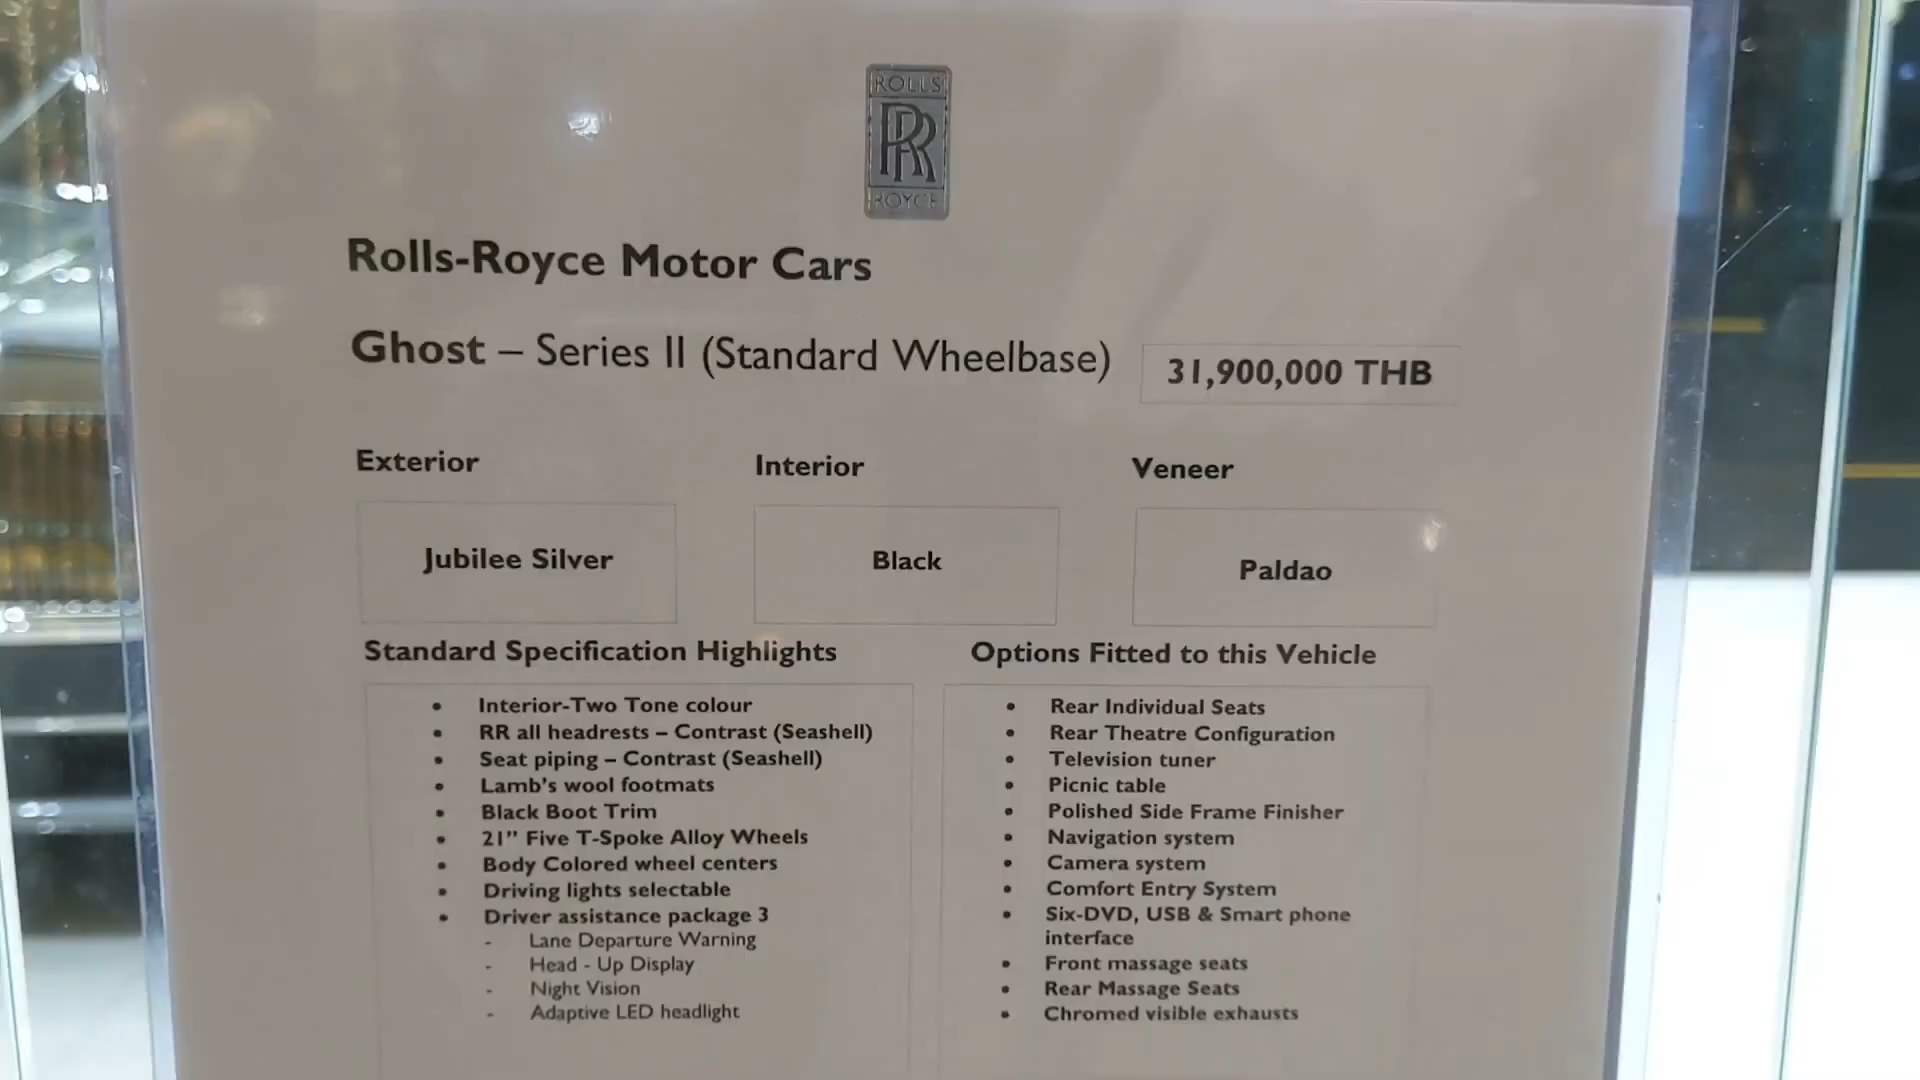 ROLLS
RR
ROYCE
Rolls-Royce Motor Cars
Ghost – Series II (Standard Wheelbase)
31,900,000 THB
Exterior
Interior
Veneer
Jubilee Silver
Black
Paldao
Standard Specification Highlights
• Interior-Two Tone colour
• RR all headrests – Contrast (Seashell)
• Seat piping – Contrast (Seashell)
• Lamb's wool footmats
• Black Boot Trim
• 21" Five T-Spoke Alloy Wheels
• Body Colored wheel centers
• Driving lights selectable
• Driver assistance package 3
- Lane Departure Warning
- Head - Up Display
- Night Vision
- Adaptive LED headlight
Options Fitted to this Vehicle
• Rear Individual Seats
• Rear Theatre Configuration
• Television tuner
• Picnic table
• Polished Side Frame Finisher
• Navigation system
• Camera system
• Comfort Entry System
• Six-DVD, USB & Smart phone
interface
• Front massage seats
• Rear Massage Seats
• Chromed visible exhausts